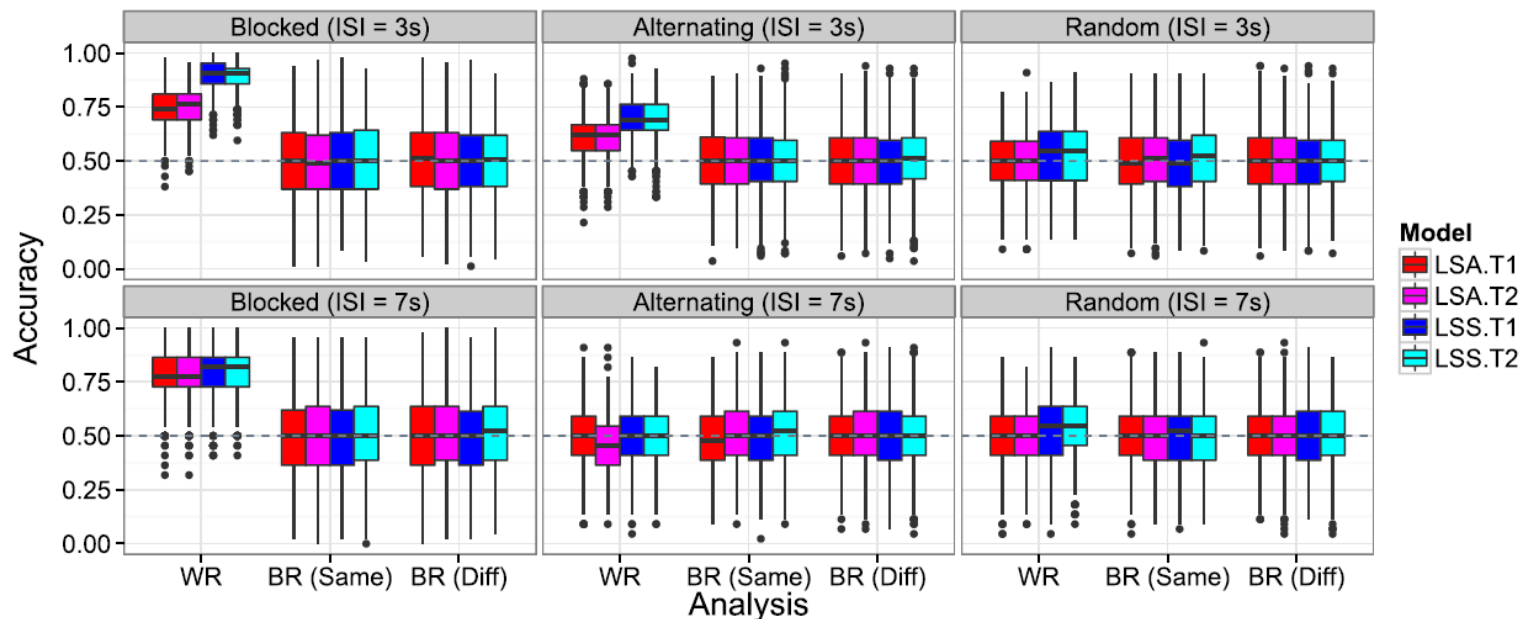 Blocked (ISI = 3s) Alternating (ISI = 3s) Random (ISI = 3s)
1.00
0.75
0.50
0.25
0.00
Accuracy
Blocked (ISI = 7s) Alternating (ISI = 7s) Random (ISI = 7s)
1.00
0.75
0.50
0.25
0.00
WR BR (Same) BR (Diff) WR BR (Same) BR (Diff) WR BR (Same) BR (Diff)
Analysis
Model
LSA.T1
LSA.T2
LSS.T1
LSS.T2